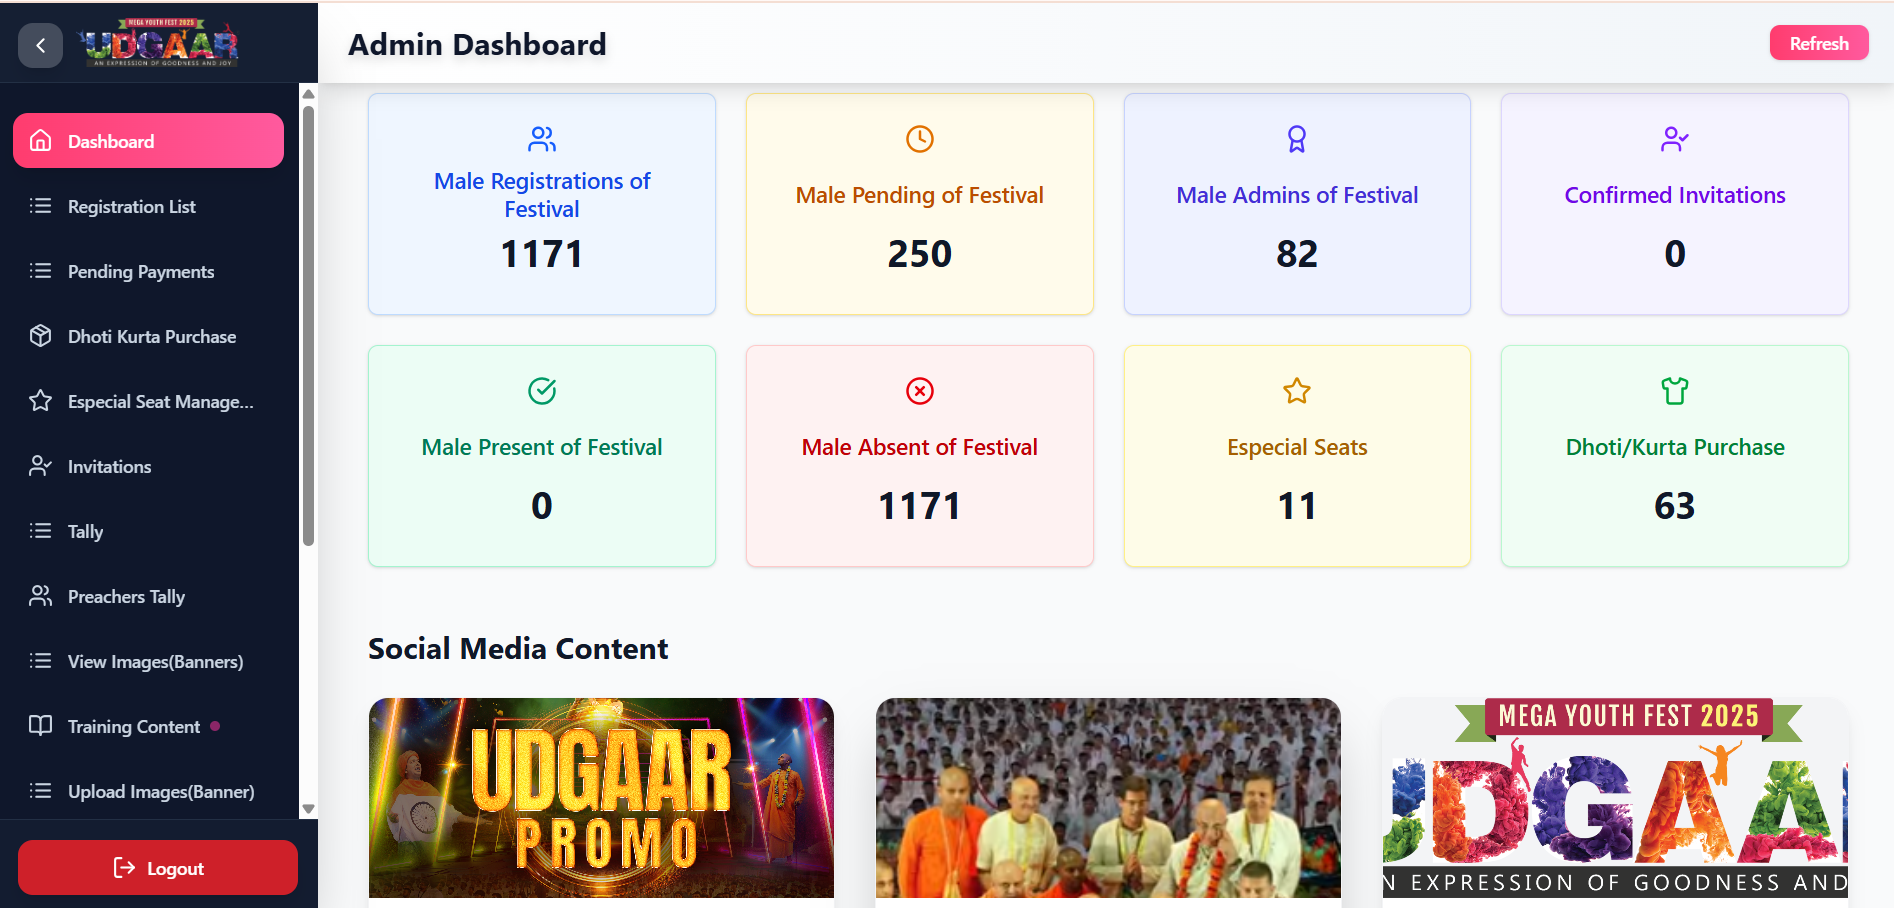 MEGA YOUTH FEST 2025
UDGAAR
AN EXPRESSION OF GOODNESS AND JOY
Admin Dashboard
Refresh
Dashboard
Registration List
Pending Payments
Dhoti Kurta Purchase
Especial Seat Manage...
Invitations
Tally
Preachers Tally
View Images(Banners)
Training Content
Upload Images(Banner)
Logout
Male Registrations of
Festival
1171
Male Pending of Festival
250
Male Admins of Festival
82
Confirmed Invitations
0
Male Present of Festival
0
Male Absent of Festival
1171
Especial Seats
11
Dhoti/Kurta Purchase
63
Social Media Content
UDGAAR
PROMO
MEGA YOUTH FEST 2025
UDGAA
N EXPRESSION OF GOODNESS AND